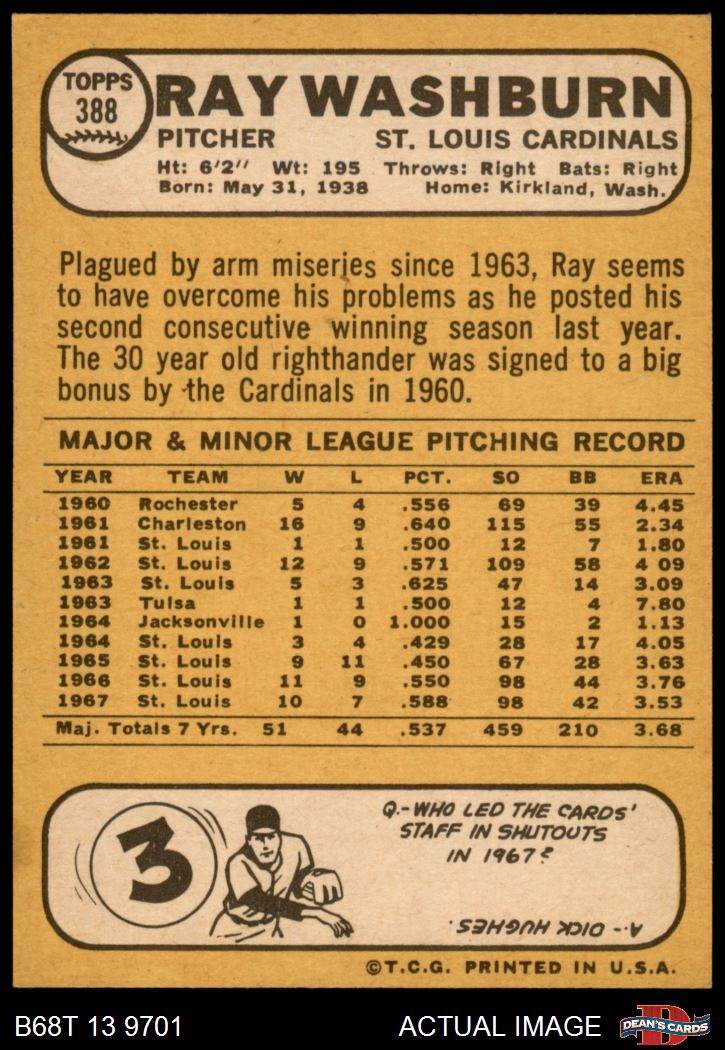 TOPPS
388
RAY WASHBURN
PITCHER ST. LOUIS CARDINALS
Ht: 6'2" Wt: 195 Throws: Right Bats: Right
Born: May 31, 1938 Home: Kirkland, Wash.
Plagued by arm miseries since 1963, Ray seems
to have overcome his problems as he posted his
second consecutive winning season last year.
The 30 year old righthander was signed to a big
bonus by the Cardinals in 1960.
MAJOR & MINOR LEAGUE PITCHING RECORD
YEAR TEAM W L PCT. SO BB ERA
1960 Rochester 5 4 .556 69 39 4.45
1961 Charleston 16 9 .640 115 55 2.34
1961 St. Louis 1 1 .500 12 7 1.80
1962 St. Louis 12 9 .571 109 58 4 09
1963 St. Louis 5 3 .625 47 14 3.09
1963 Tulsa 1 1 .500 12 4 7.80
1964 Jacksonville 1 0 1.000 15 2 1.13
1964 St. Louis 3 4 .429 28 17 4.05
1965 St. Louis 9 11 .450 67 28 3.63
1966 St. Louis 11 9 .550 98 44 3.76
1967 St. Louis 10 7 .588 98 42 3.53
Maj. Totals 7 Yrs. 51 44 .537 459 210 3.68
3
Q.-WHO LED THE CARDS'
STAFF IN SHUTOUTS
IN 1967?
A.- DICK HUGHES.
©T.C.G. PRINTED IN U.S.A.
B68T 13 9701 ACTUAL IMAGE
D
DEAN'S CARDS